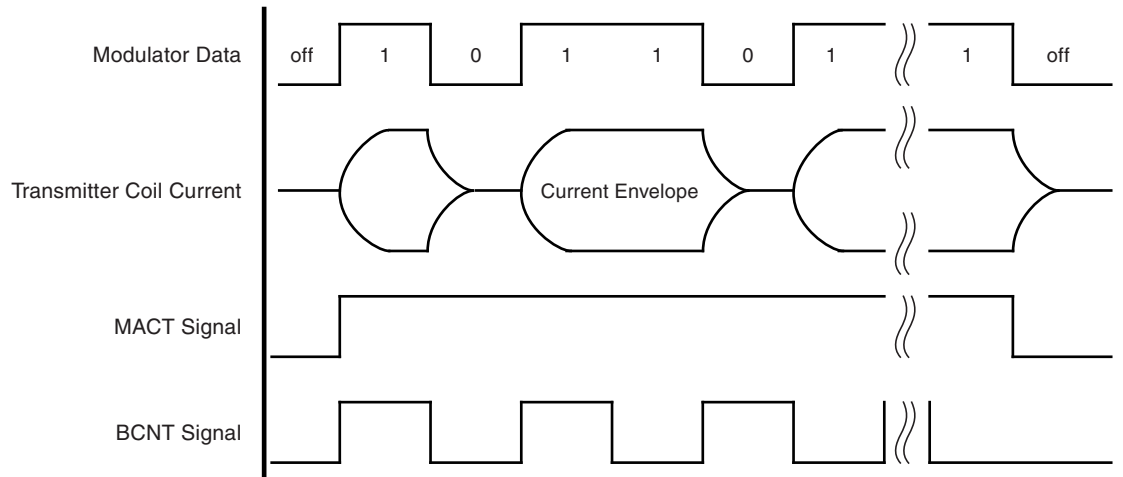 Modulator Data off 1 0 1 1 0 1 1 off
Transmitter Coil Current Current Envelope
MACT Signal
BCNT Signal